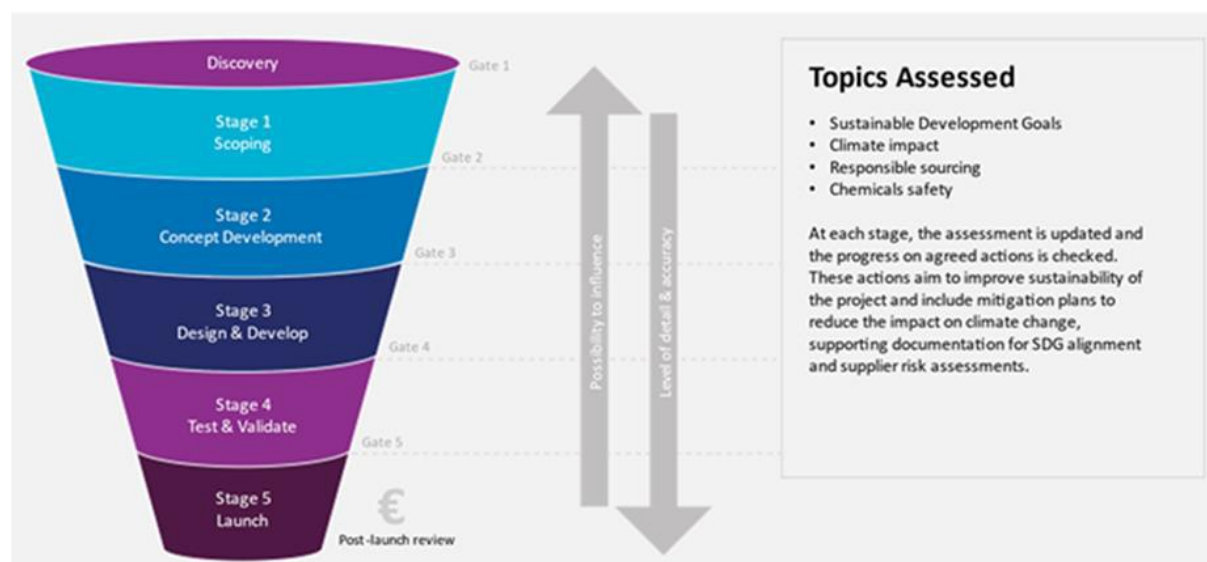 Discovery
Gate 1
Stage 1
Scoping
Gate 2
Stage 2
Concept Development
Gate 3
Stage 3
Design & Develop
Gate 4
Stage 4
Test & Validate
Gate 5
Stage 5
Launch
€
Post-launch review
Possibility to influence
Level of detail & accuracy
Topics Assessed
• Sustainable Development Goals
• Climate impact
• Responsible sourcing
• Chemicals safety
At each stage, the assessment is updated and
the progress on agreed actions is checked.
These actions aim to improve sustainability of
the project and include mitigation plans to
reduce the impact on climate change,
supporting documentation for SDG alignment
and supplier risk assessments.